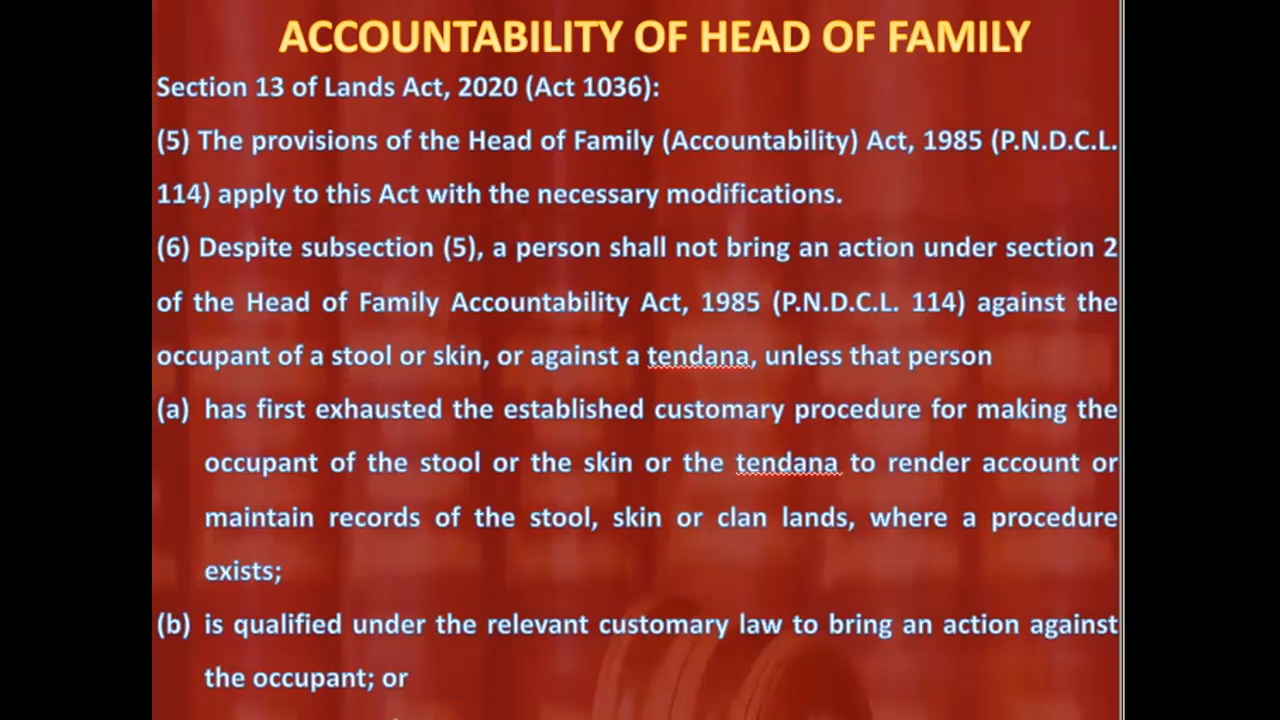 ACCOUNTABILITY OF HEAD OF FAMILY
Section 13 of Lands Act, 2020 (Act 1036):
(5) The provisions of the Head of Family (Accountability) Act, 1985 (P.N.D.C.L.
114) apply to this Act with the necessary modifications.
(6) Despite subsection (5), a person shall not bring an action under section 2
of the Head of Family Accountability Act, 1985 (P.N.D.C.L. 114) against the
occupant of a stool or skin, or against a tendana, unless that person
(a) has first exhausted the established customary procedure for making the
occupant of the stool or the skin or the tendana to render account or
maintain records of the stool, skin or clan lands, where a procedure
exists;
(b) is qualified under the relevant customary law to bring an action against
the occupant; or